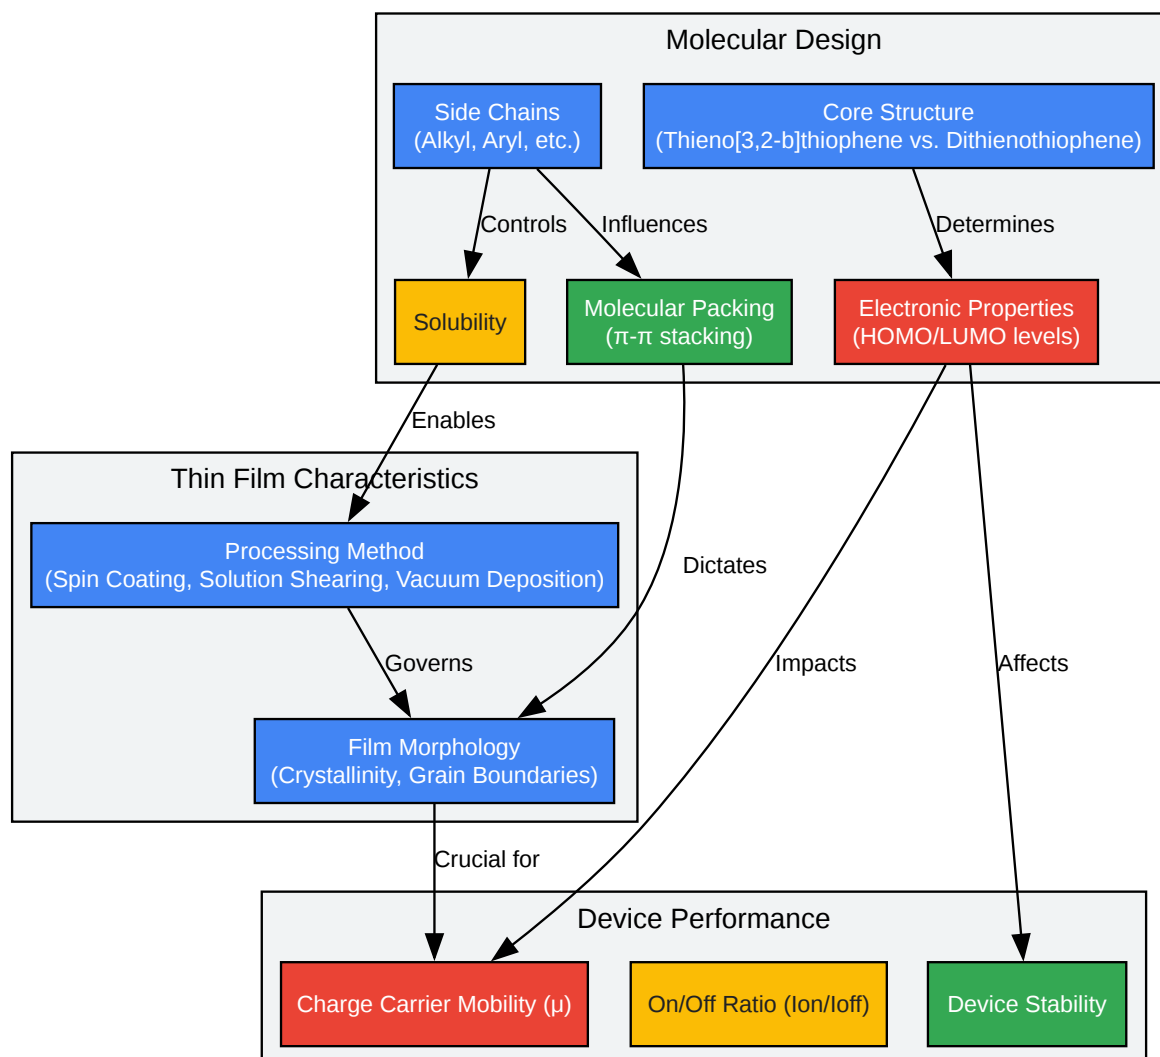 Molecular Design
Side Chains
(Alkyl, Aryl, etc.)
Core Structure
(Thieno[3,2-b]thiophene vs. Dithienothiophene)
Controls
Influences
Determines
Solubility
Molecular Packing
(π-π stacking)
Electronic Properties
(HOMO/LUMO levels)
Enables
Thin Film Characteristics
Processing Method
(Spin Coating, Solution Shearing, Vacuum Deposition)
Dictates
Governs
Impacts
Affects
Film Morphology
(Crystallinity, Grain Boundaries)
Crucial for
Device Performance
Charge Carrier Mobility (μ)
On/Off Ratio (Ion/Ioff)
Device Stability